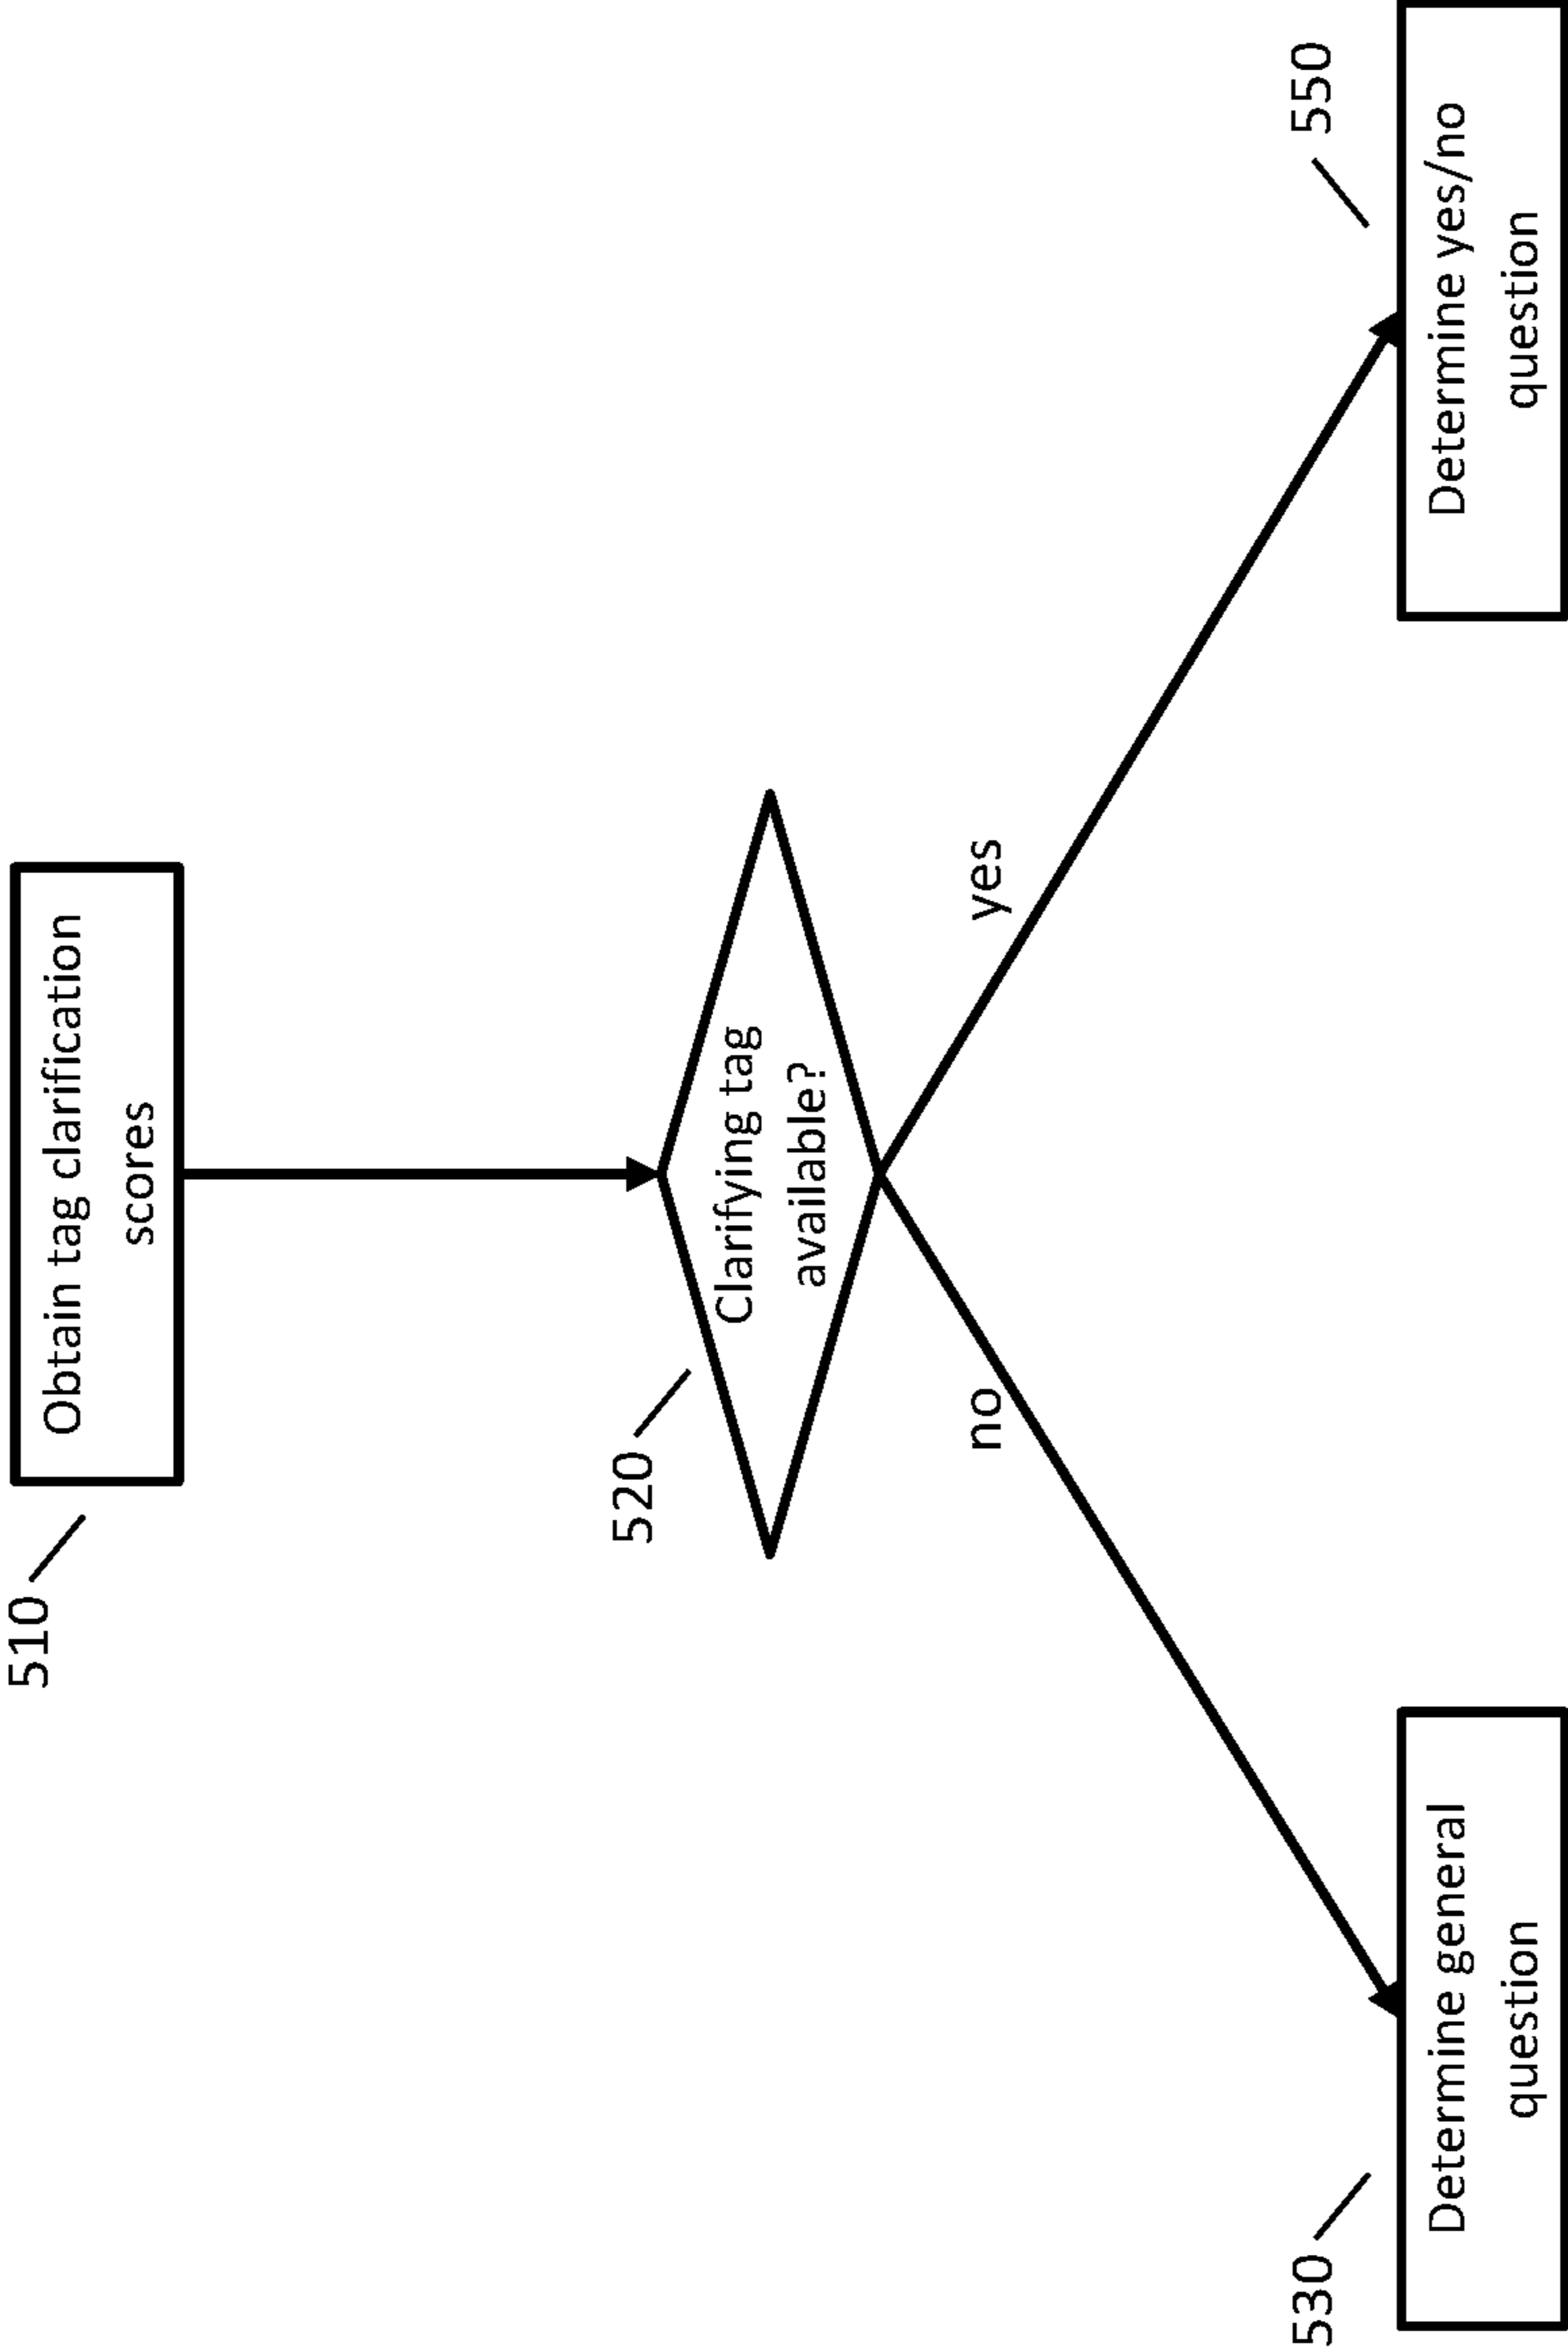 510
Obtain tag clarification
scores
520
Clarifying tag
available?
no
yes
530
Determine general
question
550
Determine yes/no
question